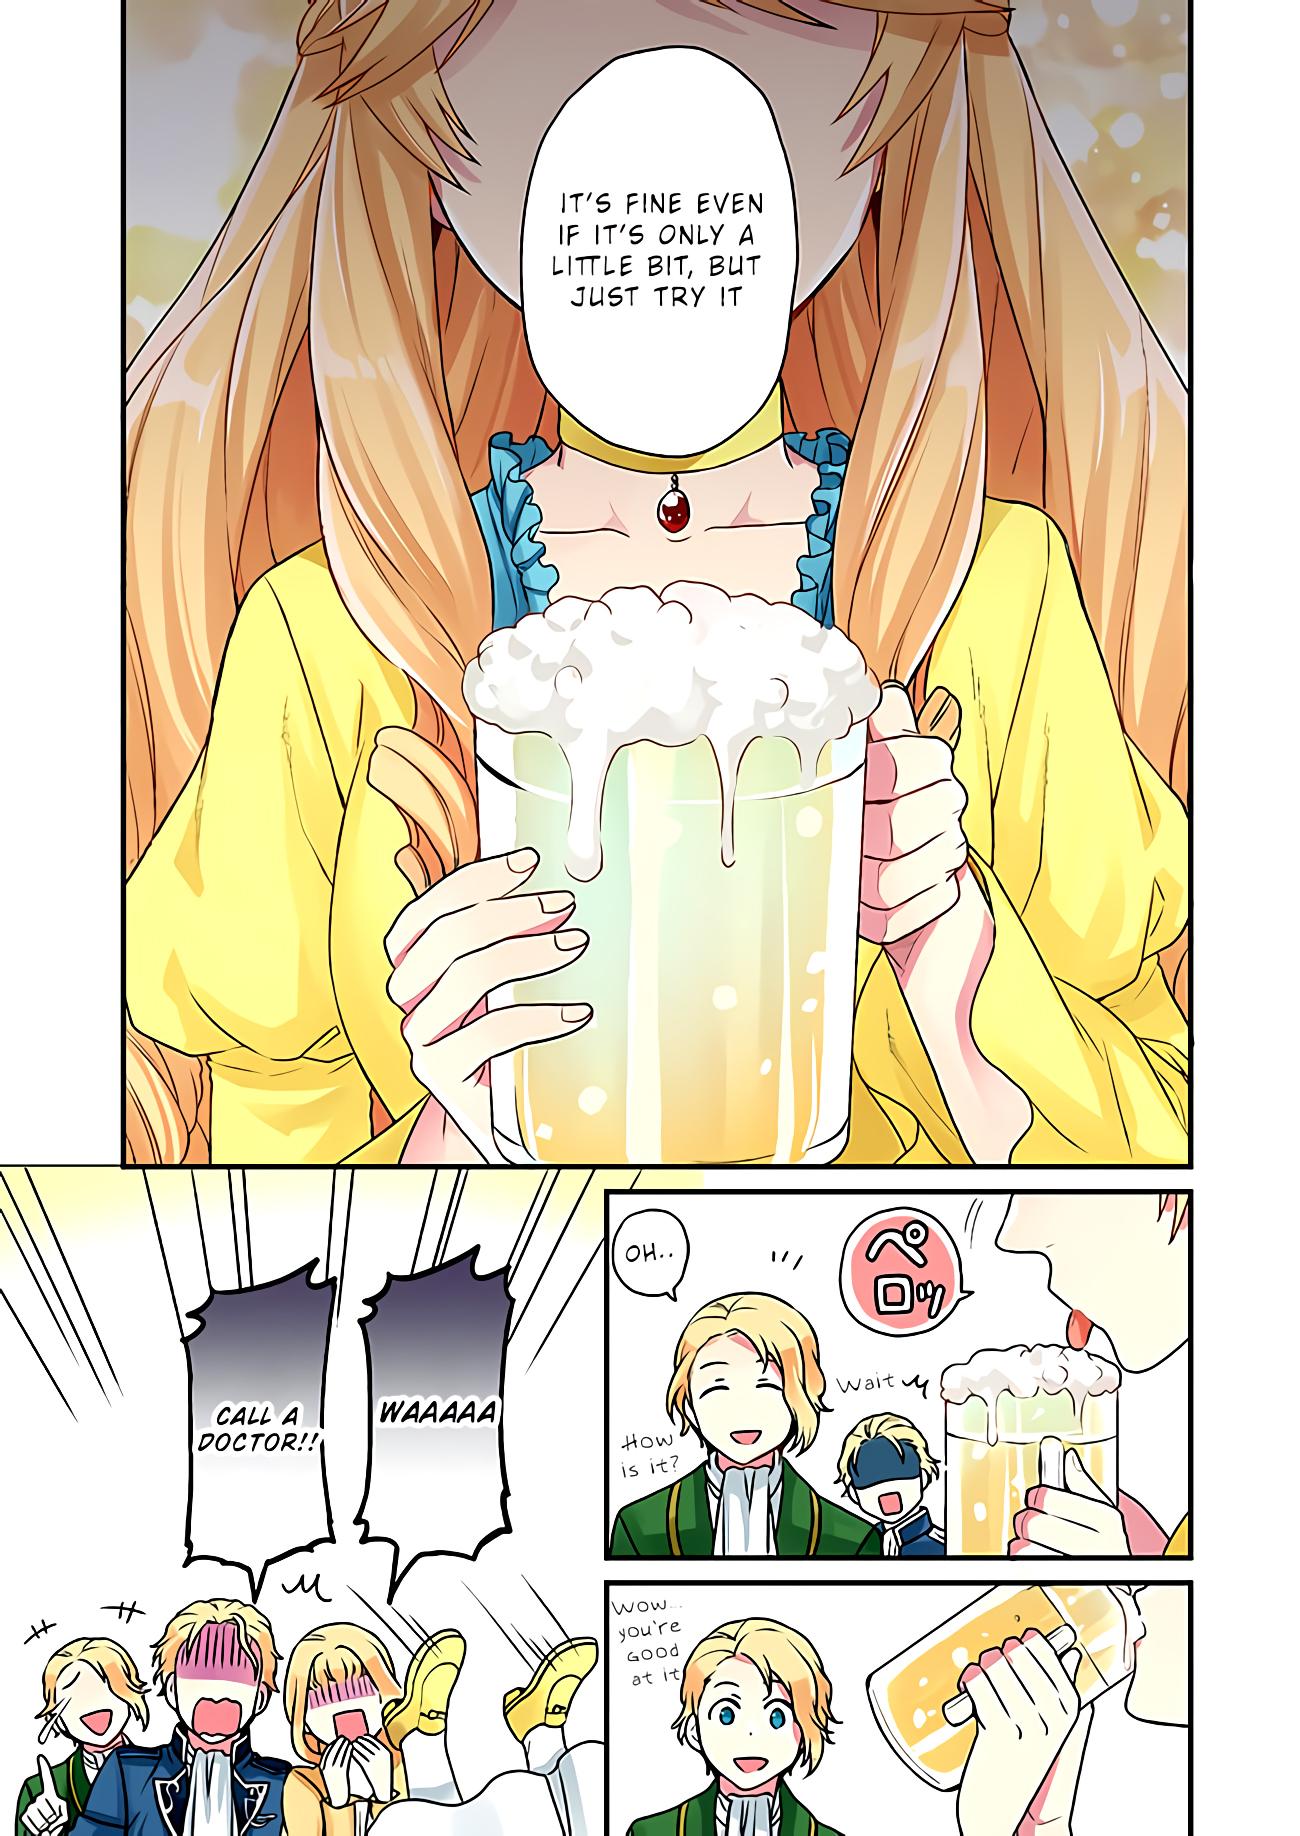 IT'S FINE EVEN
IF IT'S ONLY A
LITTLE BIT, BUT
JUST TRY IT
OH..
ペ
ロッ
Wait
How
is it?
Wow...
you're
GOOD
at it
WAAAAA
CALL A
DOCTOR!!